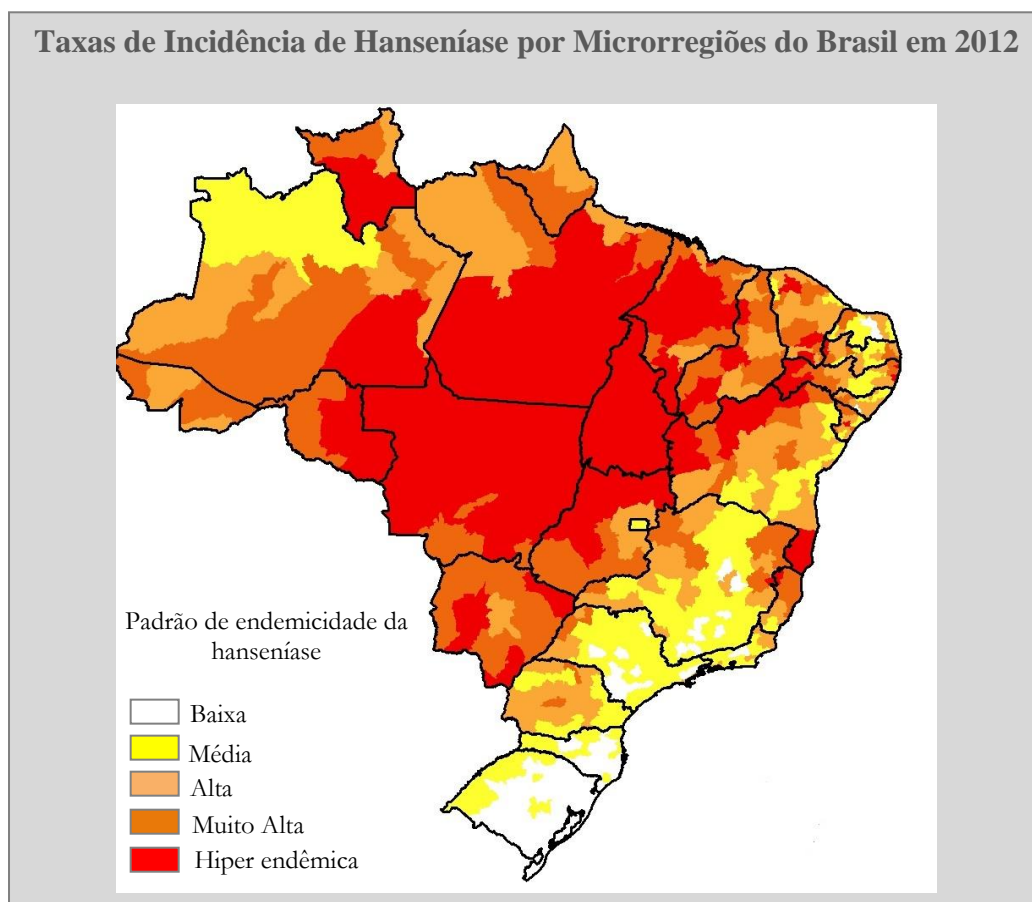 Taxas de Incidência de Hanseníase por Microrregiões do Brasil em 2012
Padrão de endemicidade da
hanseníase
Baixa
Média
Alta
Muito Alta
Hiper endêmica